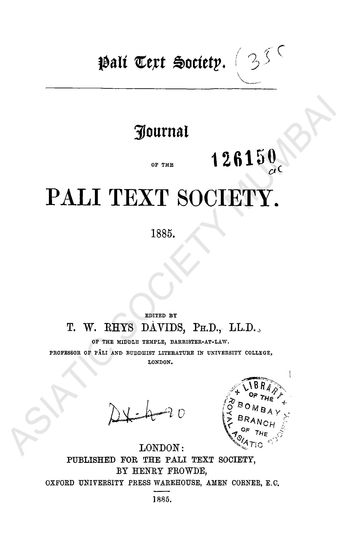 Pali Text Society.
Journal
OF THE
126150
PALI TEXT SOCIETY.
1885.
EDITED BY
T. W. RHYS DAVIDS, PH.D., LL.D.,
OF THE MIDDLE TEMPLE, BARRISTER-AT-LAW.
PROFESSOR OF PÂLI AND BUDDHIST LITERATURE IN UNIVERSITY COLLEGE,
LONDON.
LIBRARY
OF THE
BOMBAY
BRANCH
OF THE
ROYAL ASIATIC
LONDON:
PUBLISHED FOR THE PALI TEXT SOCIETY,
BY HENRY FROWDE,
OXFORD UNIVERSITY PRESS WAREHOUSE, AMEN CORNER, E.C.
1885.
ASIATIC SOCIETY MUMBAI